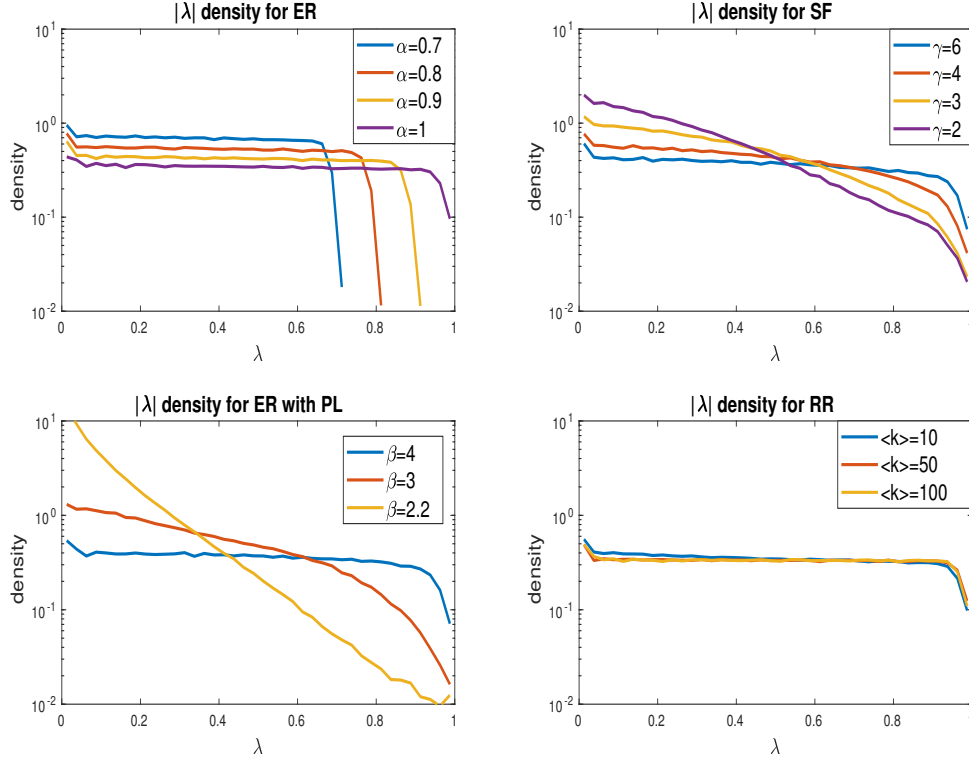 |λ| density for ER
density
10^1
10^0
10^-1
10^-2
0 0.2 0.4 0.6 0.8 1
λ
α=0.7
α=0.8
α=0.9
α=1
|λ| density for SF
density
10^1
10^0
10^-1
10^-2
0 0.2 0.4 0.6 0.8
λ
γ=6
γ=4
γ=3
γ=2
|λ| density for ER with PL
density
10^1
10^0
10^-1
10^-2
0 0.2 0.4 0.6 0.8 1
λ
β=4
β=3
β=2.2
|λ| density for RR
density
10^1
10^0
10^-1
10^-2
0 0.2 0.4 0.6 0.8
λ
<k>=10
<k>=50
<k>=100